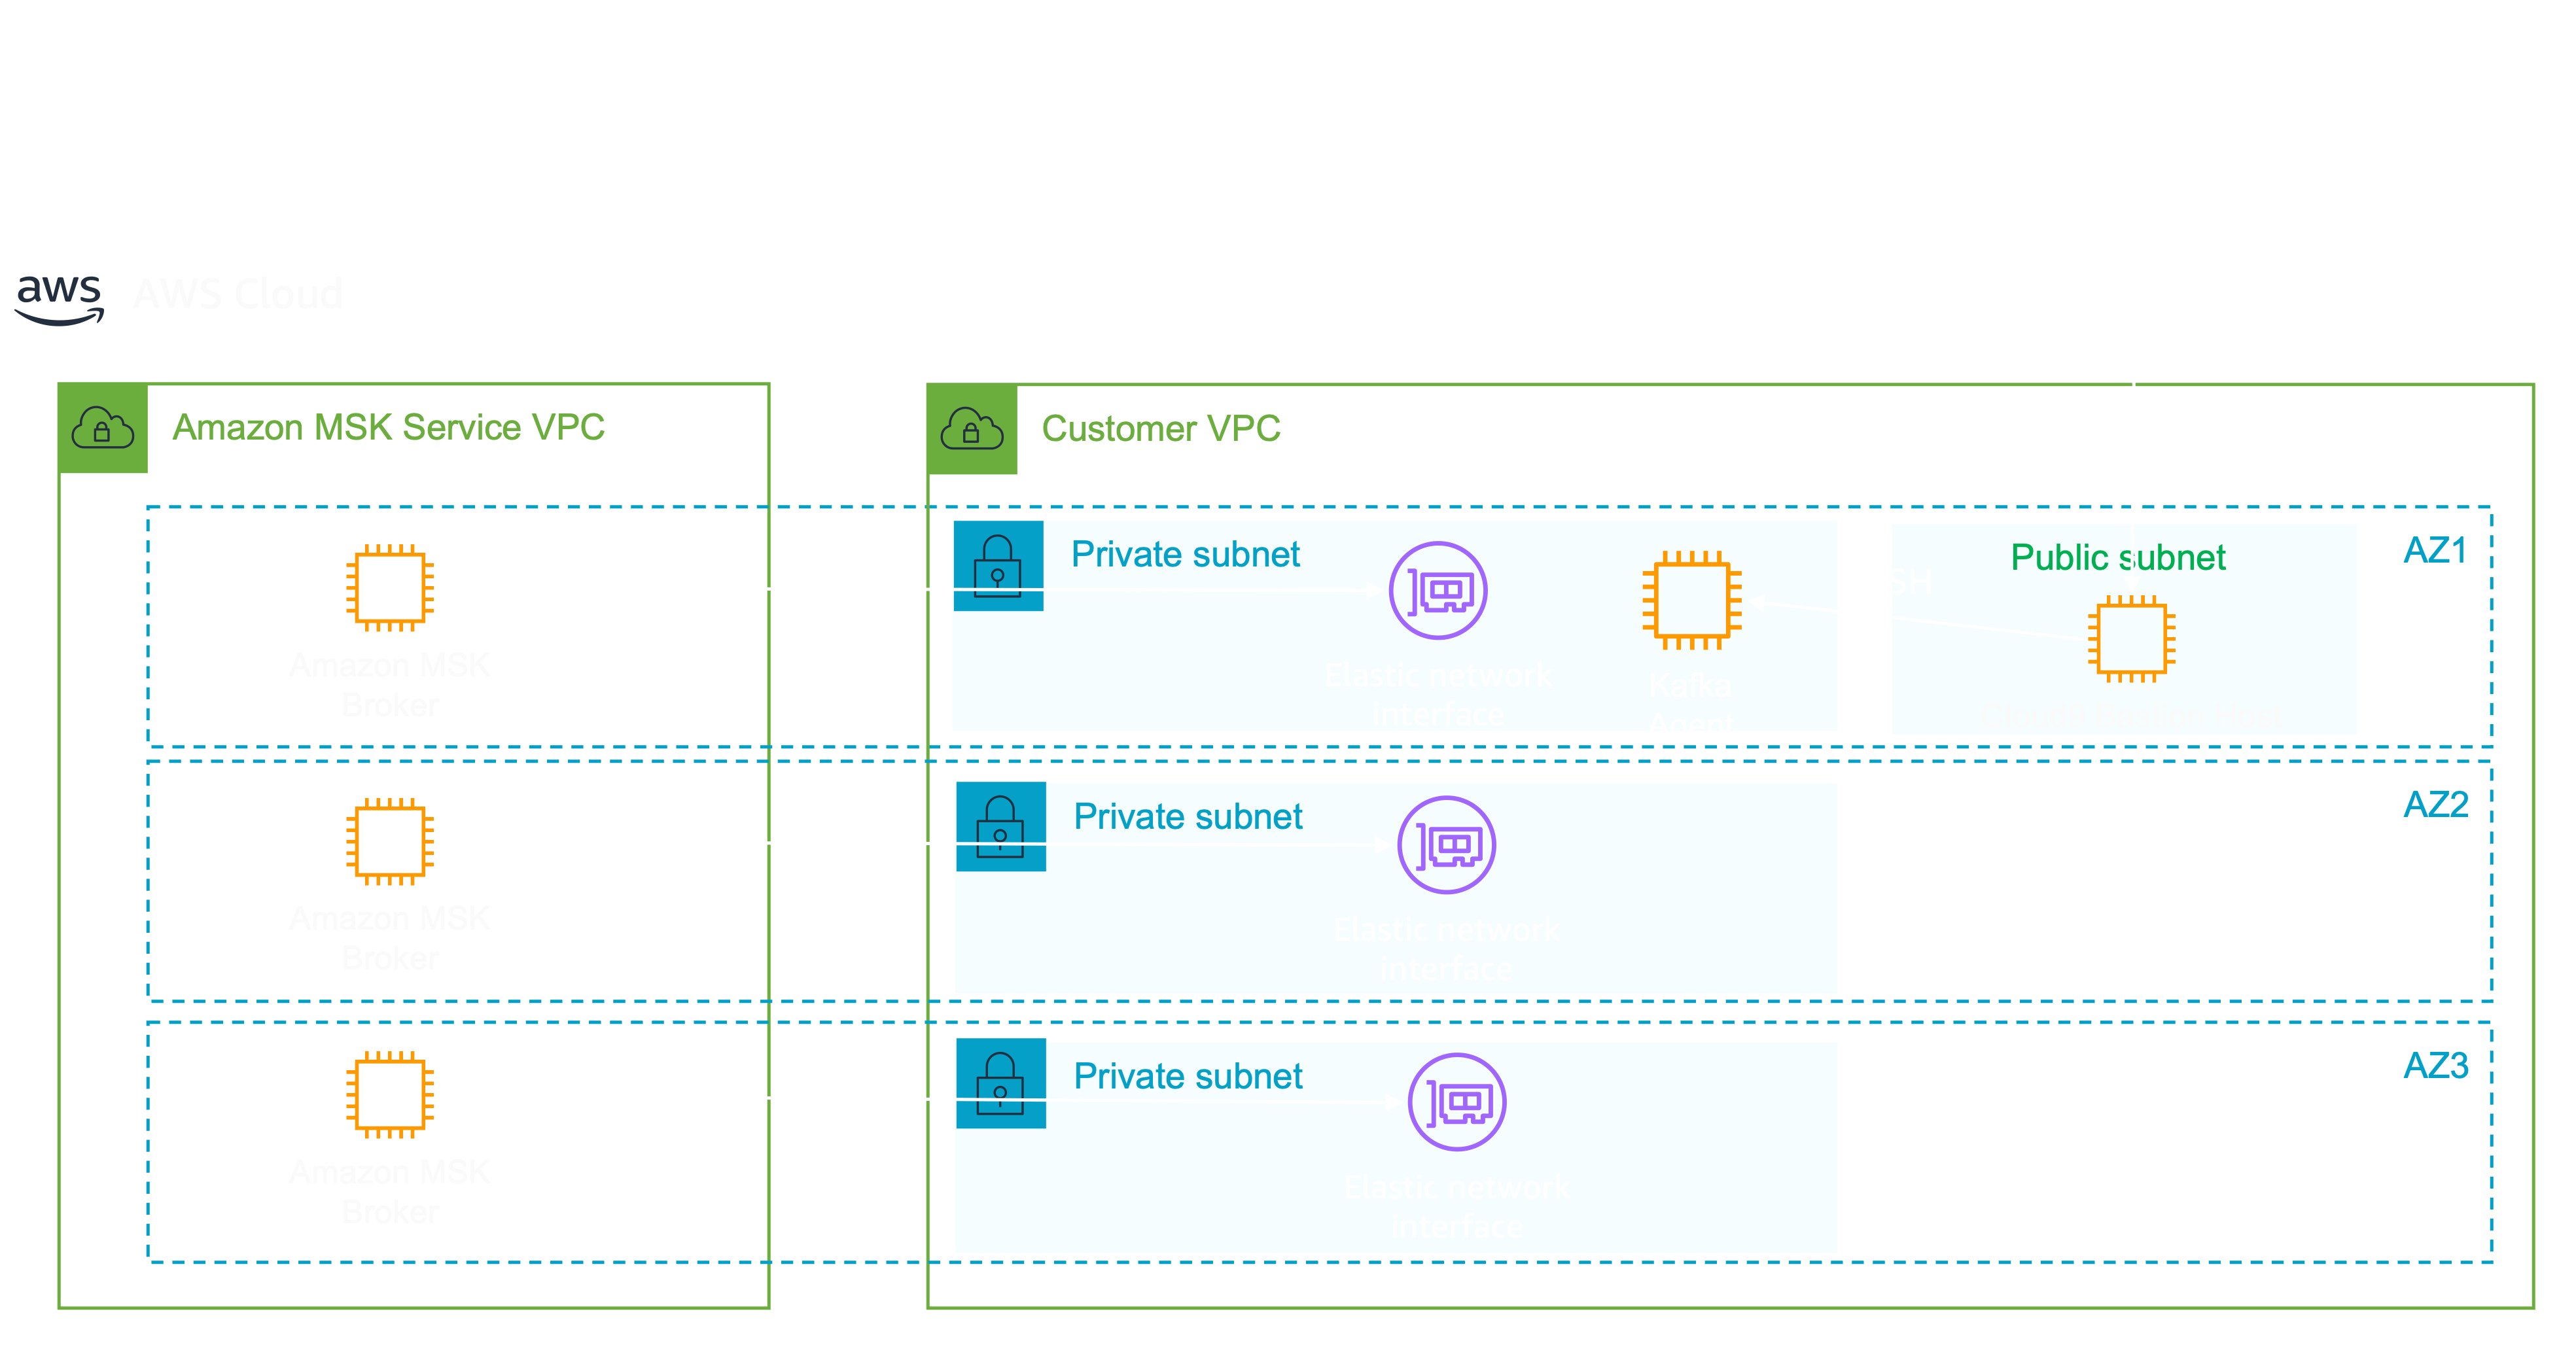 aws
AWS Cloud
Amazon MSK Service VPC
Customer VPC
Private subnet
Public subnet
AZ1
SH
Amazon MSK
Broker
Elastic network
interface
Kafka
Agent
Private subnet
AZ2
Amazon MSK
Broker
Elastic network
interface
Private subnet
AZ3
Amazon MSK
Broker
Elastic network
interface